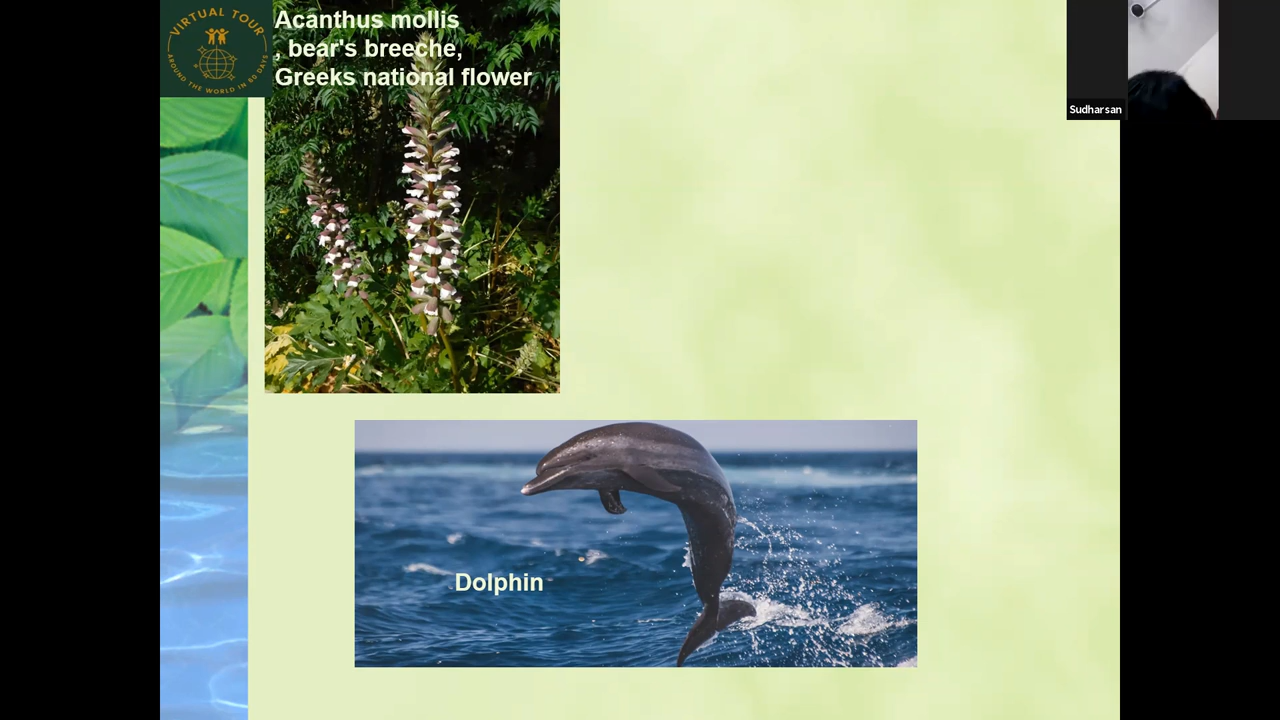 VIRTUAL TOUR
AROUND THE WORLD IN 60 DAYS
Acanthus mollis
, bear's breeche,
Greeks national flower
Dolphin
Sudharsan